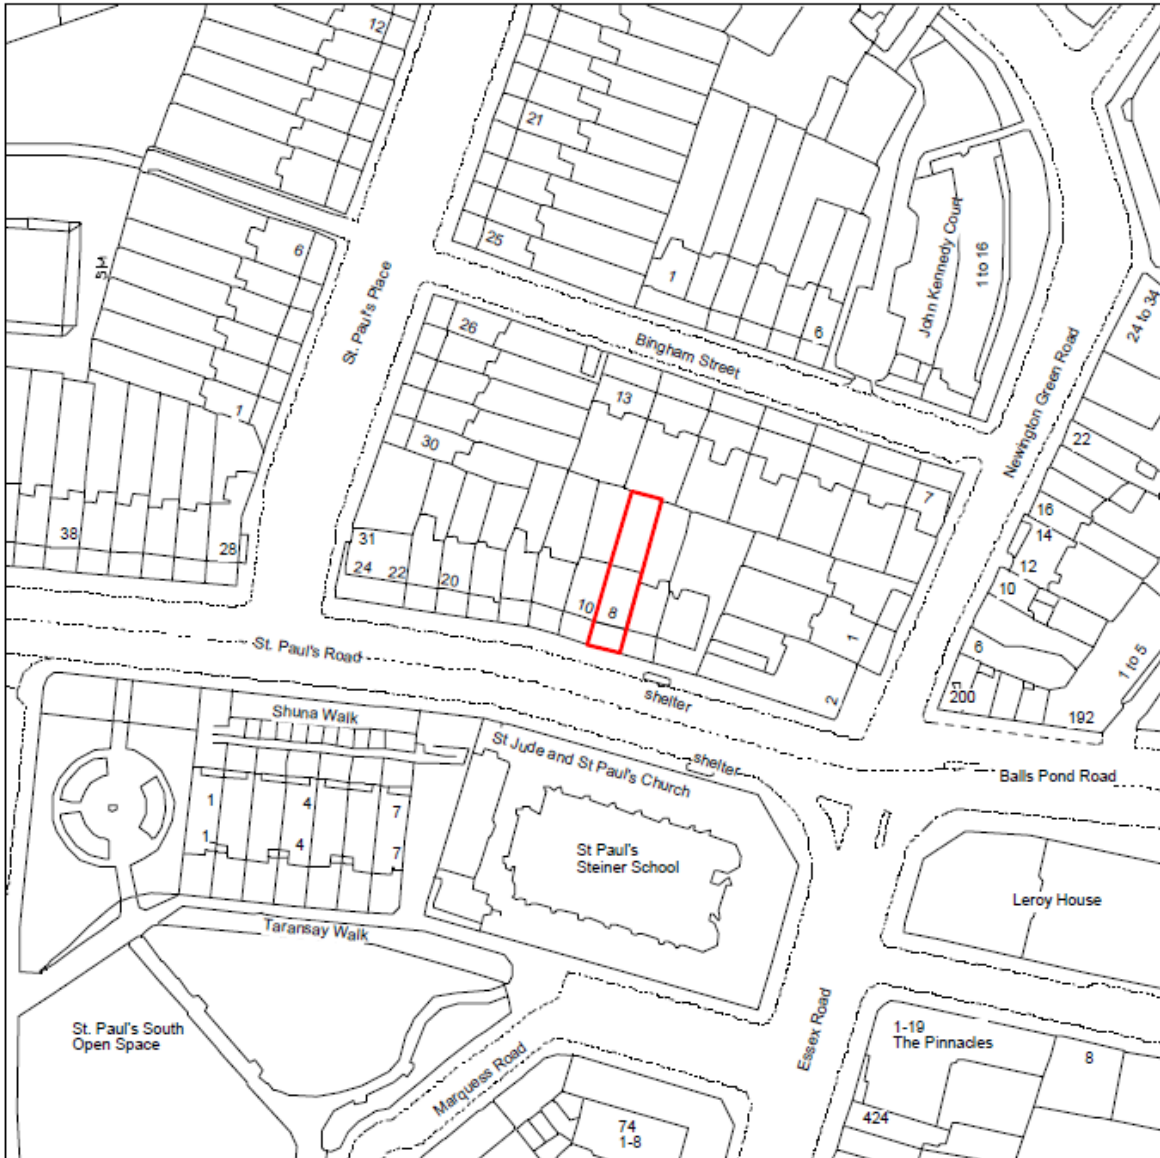 12
21
25
6
SM
1
St. Paul's Place
1
6
John Kennedy Court
1 to 16
24 to 34
Bingham Street
Newington Green Road
26
13
30
22
7
16
14
12
10
6
38
28
31
24
22
20
10
8
1
2
1 to 5
200
192
St. Paul's Road
shelter
Shuna Walk
St Jude and St Paul's Church
shelter
Balls Pond Road
1
4
7
1
4
7
St Paul's
Steiner School
Leroy House
Taransay Walk
St. Paul's South
Open Space
Essex Road
1-19
The Pinnacles
8
Marquess Road
424
74
1-8